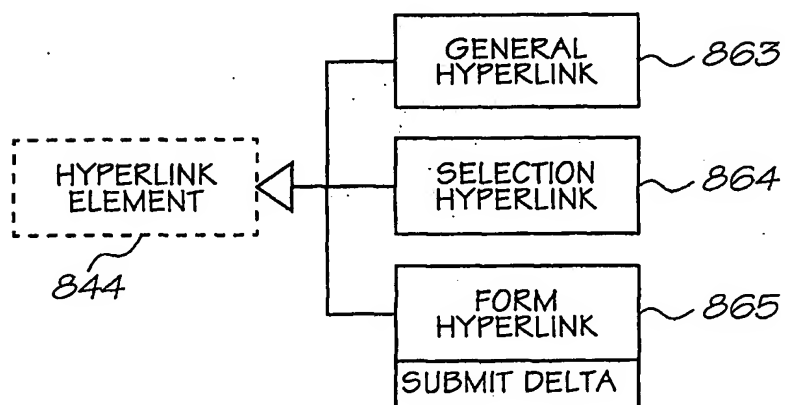 GENERAL
HYPERLINK
863
HYPERLINK
ELEMENT
844
SELECTION
HYPERLINK
864
FORM
HYPERLINK
865
SUBMIT DELTA